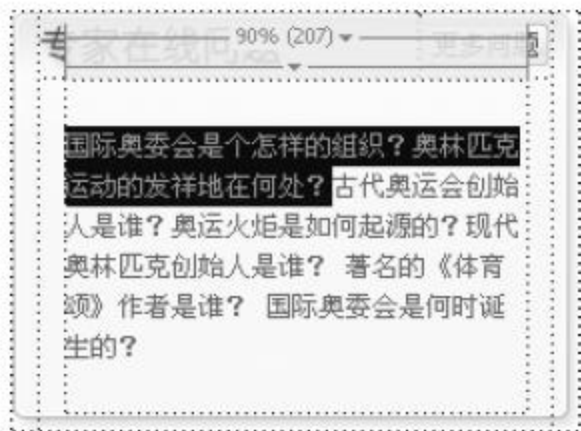 专家在线问
90% (207)
更多问题
国际奥委会是个怎样的组织？奥林匹克
运动的发祥地在何处？古代奥运会创始
人是谁？奥运火炬是如何起源的？现代
奥林匹克创始人是谁？ 著名的《体育
颂》作者是谁？ 国际奥委会是何时诞
生的？